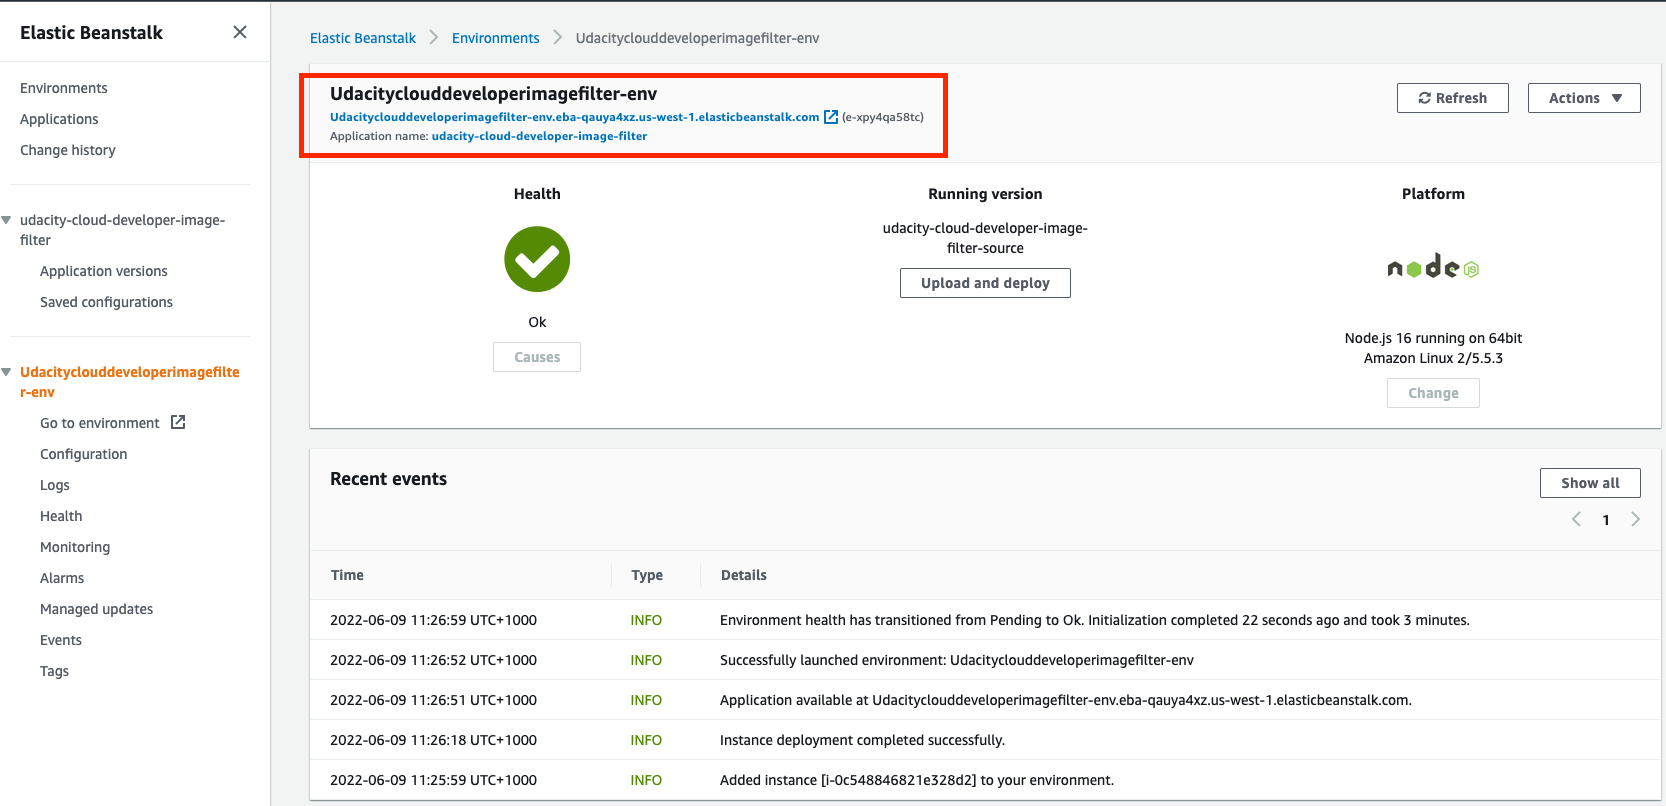 Elastic Beanstalk
Environments
Applications
Change history
udacity-cloud-developer-image-
filter
Application versions
Saved configurations
Udacityclouddeveloperimagefilte
r-env
Go to environment
Configuration
Logs
Health
Monitoring
Alarms
Managed updates
Events
Tags
Elastic Beanstalk > Environments > Udacityclouddeveloperimagefilter-env
Udacityclouddeveloperimagefilter-env
Udacityclouddeveloperimagefilter-env.eba-qauya4xz.us-west-1.elasticbeanstalk.com (e-xpy4qa58tc)
Application name: udacity-cloud-developer-image-filter
Refresh
Actions
Health
Ok
Causes
Running version
udacity-cloud-developer-image-
filter-source
Upload and deploy
Platform
node JS
Node.js 16 running on 64bit
Amazon Linux 2/5.5.3
Change
Recent events
Show all
1
Time Type Details
2022-06-09 11:26:59 UTC+1000 INFO Environment health has transitioned from Pending to Ok. Initialization completed 22 seconds ago and took 3 minutes.
2022-06-09 11:26:52 UTC+1000 INFO Successfully launched environment: Udacityclouddeveloperimagefilter-env
2022-06-09 11:26:51 UTC+1000 INFO Application available at Udacityclouddeveloperimagefilter-env.eba-qauya4xz.us-west-1.elasticbeanstalk.com.
2022-06-09 11:26:18 UTC+1000 INFO Instance deployment completed successfully.
2022-06-09 11:25:59 UTC+1000 INFO Added instance [i-0c548846821e328d2] to your environment.